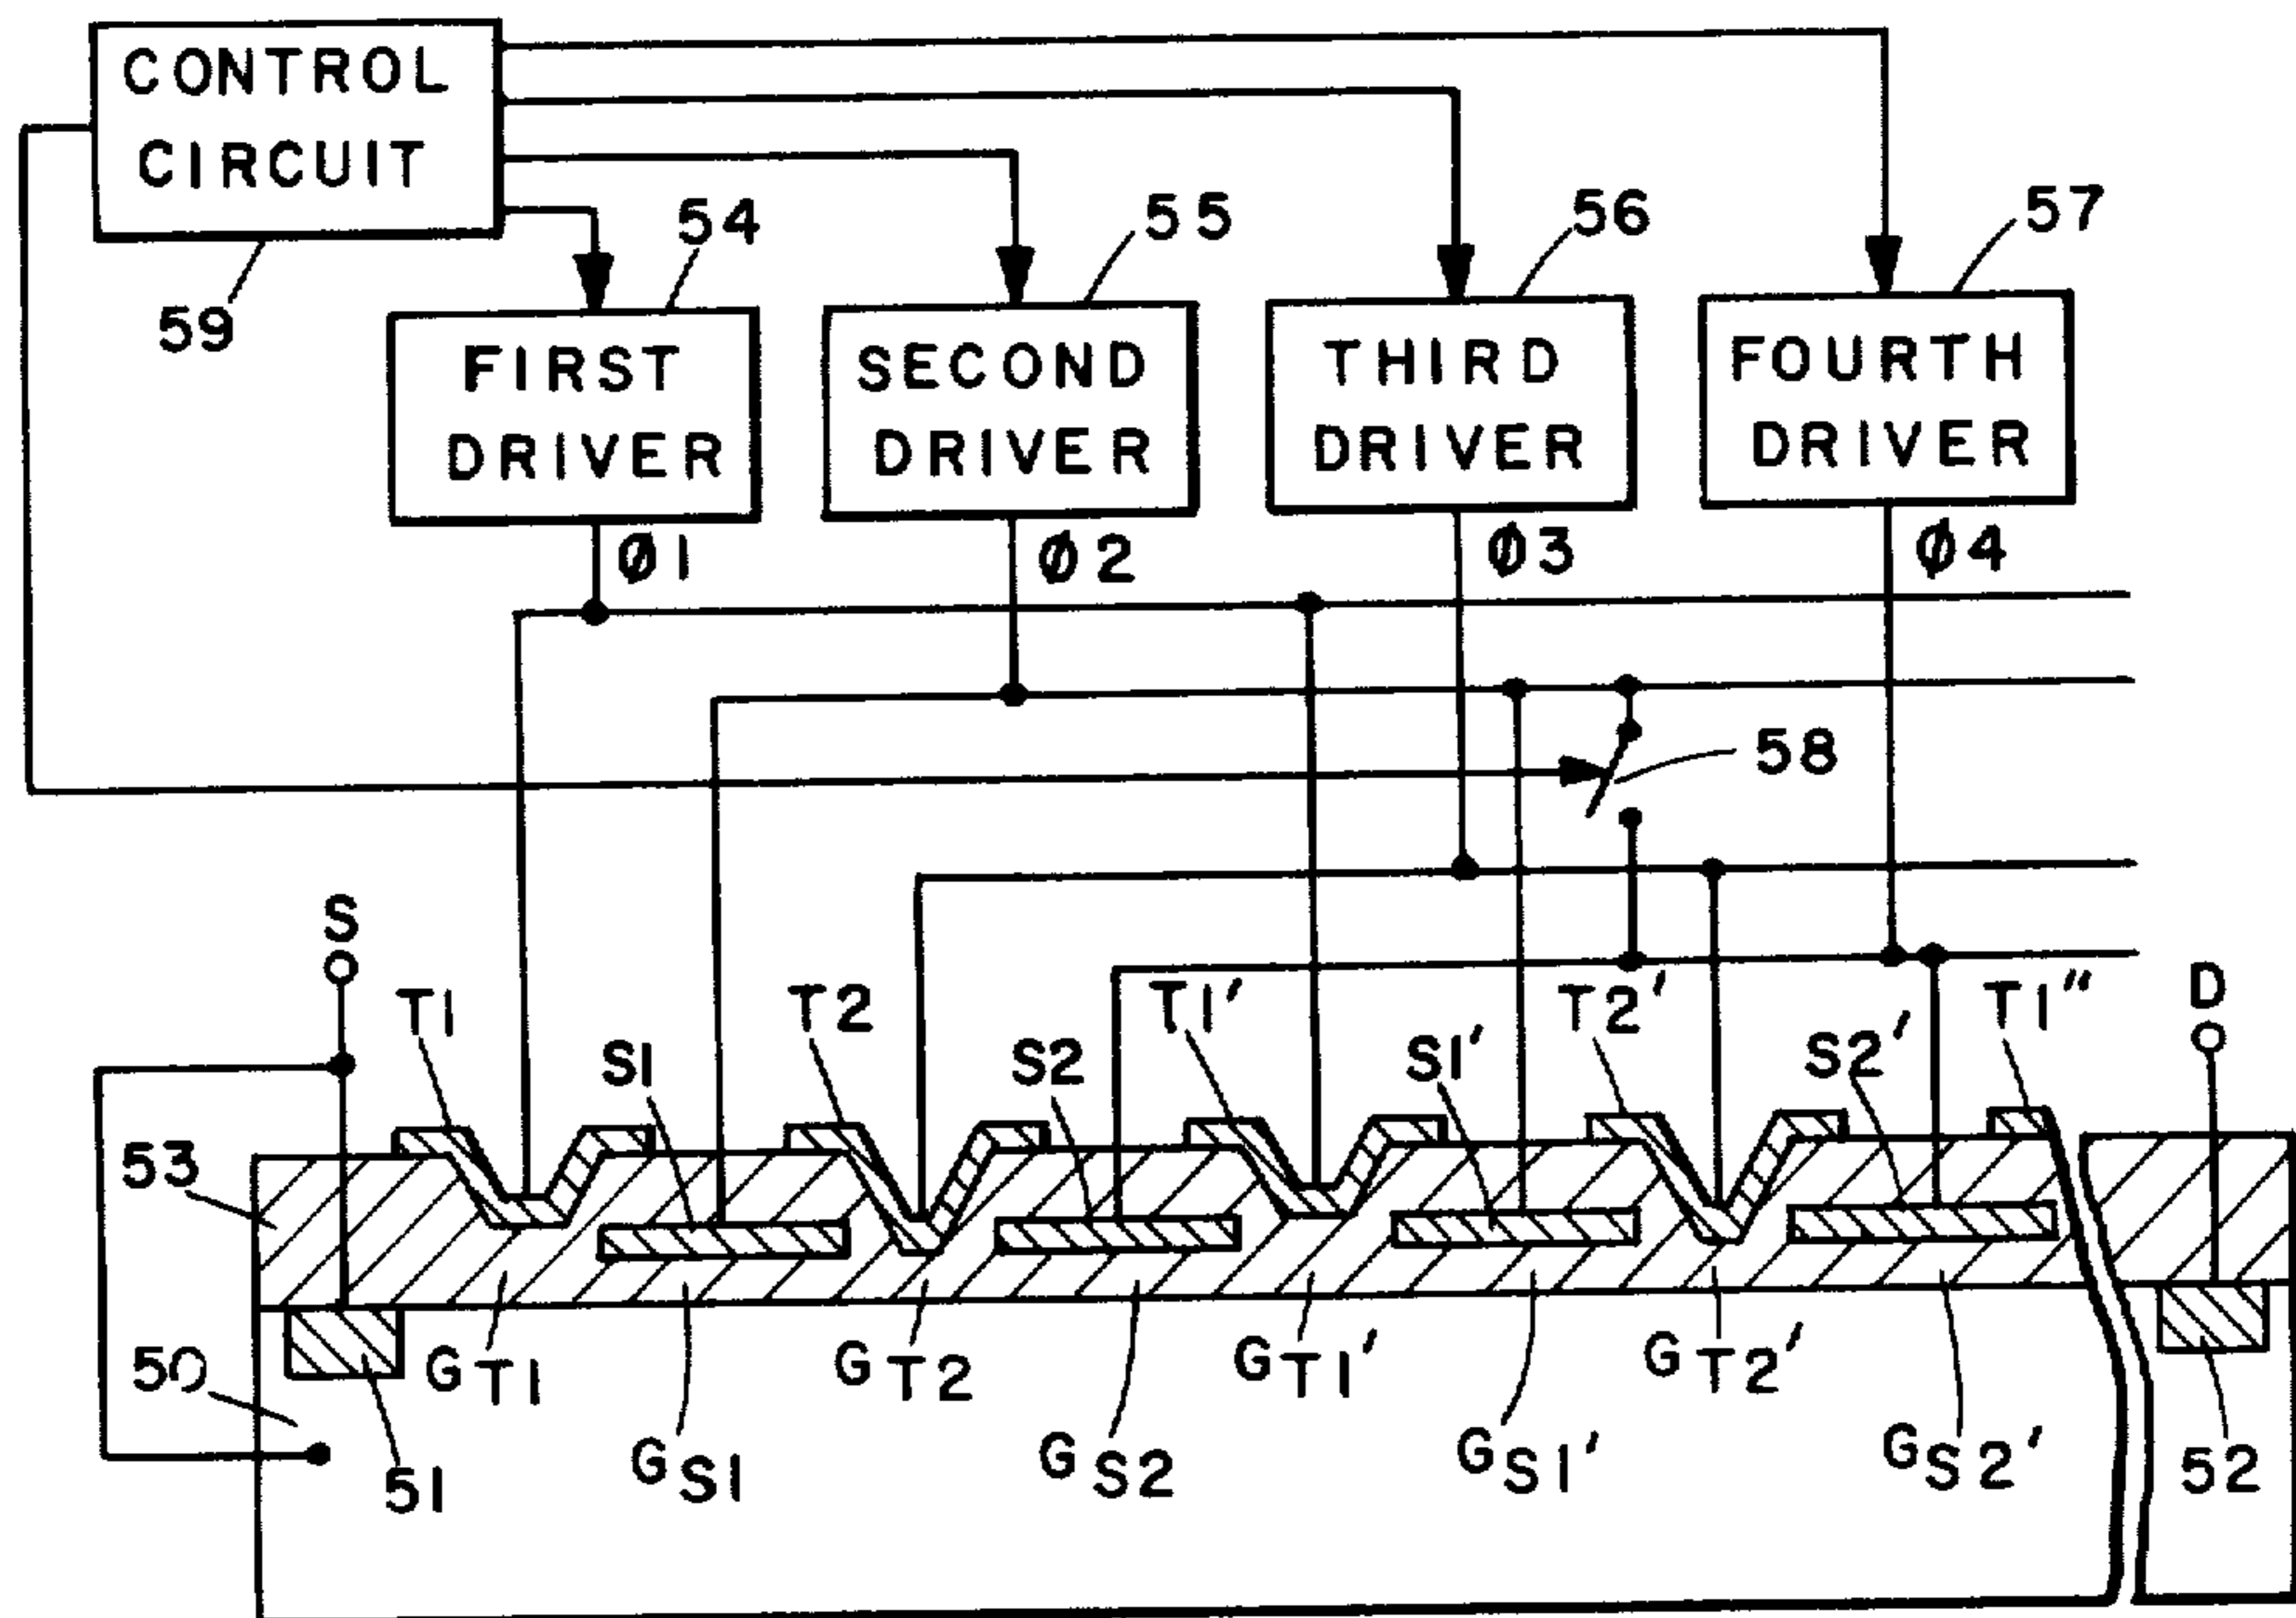 CONTROL
CIRCUIT
59
54
55
56
57
FIRST
DRIVER
SECOND
DRIVER
THIRD
DRIVER
FOURTH
DRIVER
Ø1
Ø2
Ø3
Ø4
58
S
D
T1
S1
T2
S2
T1'
S1'
T2'
S2'
T1"
53
50
51
GT1
GS1
GT2
GS2
GT1'
GS1'
GT2'
GS2'
52